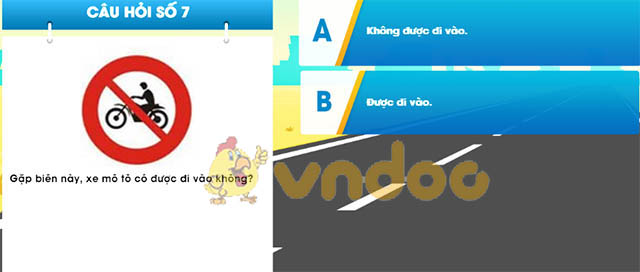 CÂU HỎI SỐ 7
Gặp biển này, xe mô tô có được đi vào không?
A
Không được đi vào.
B
Được đi vào.
vndoc